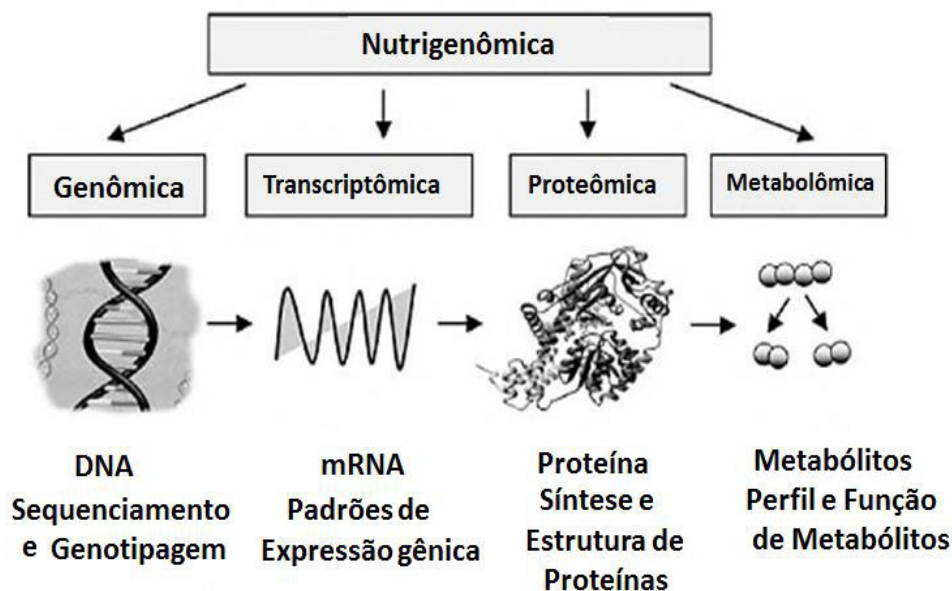 Nutrigenômica
Genômica
Transcriptômica
Proteômica
Metabolômica
DNA
Sequenciamento
e Genotipagem
mRNA
Padrões de
Expressão gênica
Proteína
Síntese e
Estrutura de
Proteínas
Metabólitos
Perfil e Função
de Metabólitos